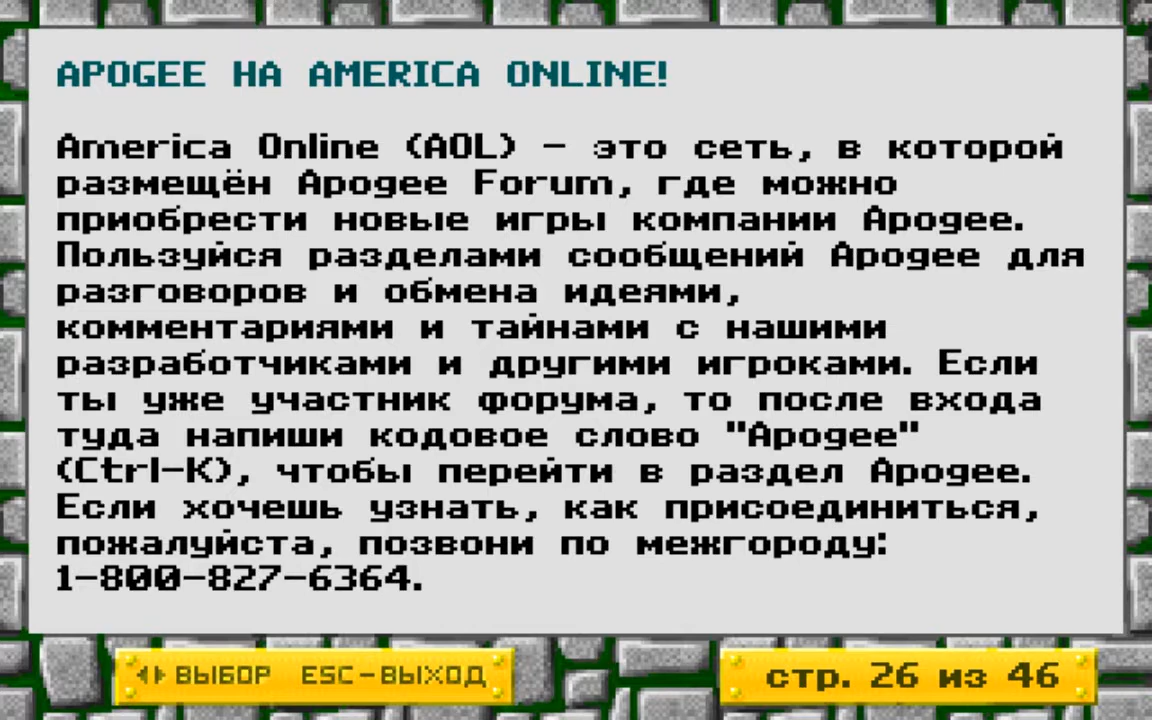 APOGEE НА AMERICA ONLINE!
America Online (AOL) - это сеть, в которой
размещён Apogee Forum, где можно
приобрести новые игры компании Apogee.
Пользуйся разделами сообщений Apogee для
разговоров и обмена идеями,
комментариями и тайнами с нашими
разработчиками и другими игроками. Если
ты уже участник форума, то после входа
туда напиши кодовое слово "Apogee"
(Ctrl-K), чтобы перейти в раздел Apogee.
Если хочешь узнать, как присоединиться,
пожалуйста, позвони по межгороду:
1-800-827-6364.
ВЫБОР ESC-ВЫХОД
стр. 26 из 46